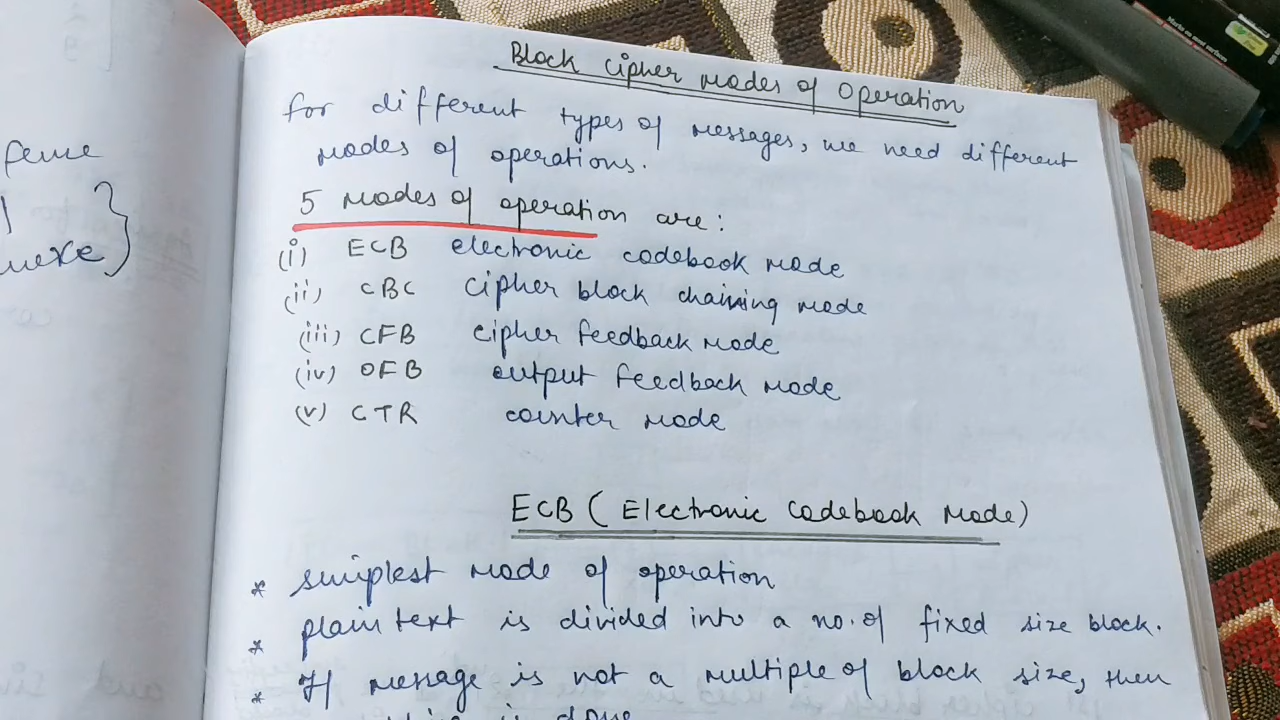 Block cipher modes of operation
for different types of messages, we need different
modes of operations.
5 modes of operation are:
(i) ECB electronic codebook mode
(ii) CBC cipher block chaining mode
(iii) CFB cipher feedback mode
(iv) OFB output feedback mode
(v) CTR counter mode
ECB (Electronic Codebook Mode)
* simplest mode of operation
* plain text is divided into a no. of fixed size block.
* If message is not a multiple of block size, then
is done